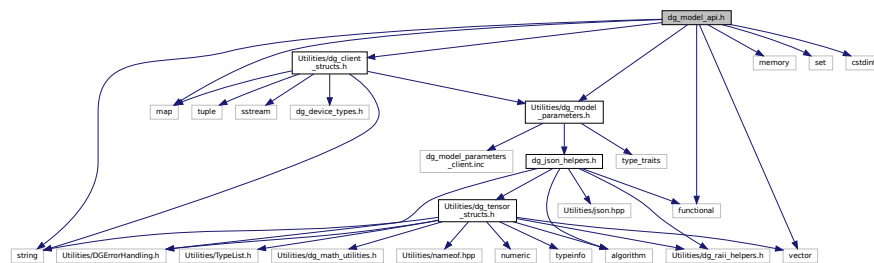 dg_model_api.h
Utilities/dg_client
_structs.h
memory
set
cstdint
map
tuple
sstream
dg_device_types.h
Utilities/dg_model
_parameters.h
dg_model_parameters
_client.inc
dg_json_helpers.h
type_traits
Utilities/dg_tensor
_structs.h
Utilities/json.hpp
functional
string
Utilities/DGErrorHandling.h
Utilities/TypeList.h
Utilities/dg_math_utilities.h
Utilities/nameof.hpp
numeric
typeinfo
algorithm
Utilities/dg_raii_helpers.h
vector